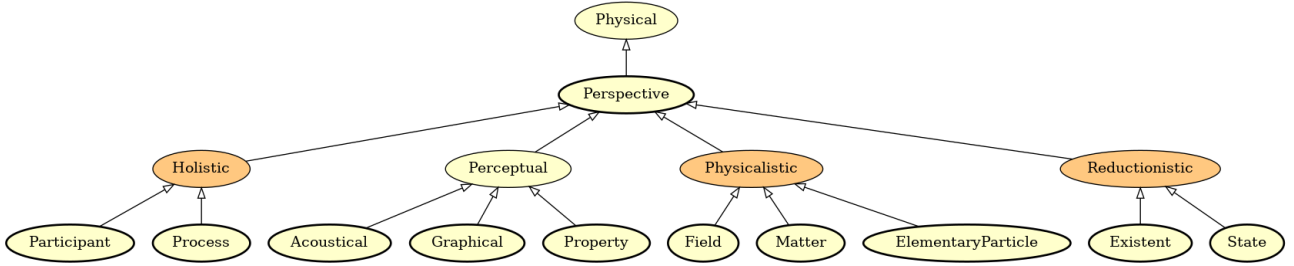 Physical
Perspective
Holistic Perceptual Physicalistic Reductionistic
Participant Process Acoustical Graphical Property Field Matter ElementaryParticle Existent State